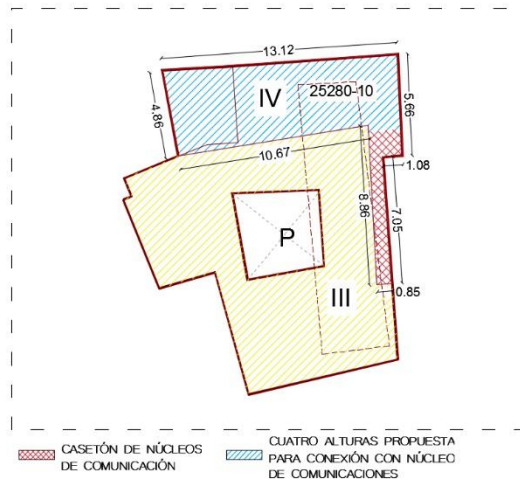 13.12
4.86
IV
25280-10
5.66
10.67
1.08
8.86
7.05
P
III
0.85
CASETÓN DE NÚCLEOS
DE COMUNICACIÓN
CUATRO ALTURAS PROPUESTA
PARA CONEXIÓN CON NÚCLEO
DE COMUNICACIONES